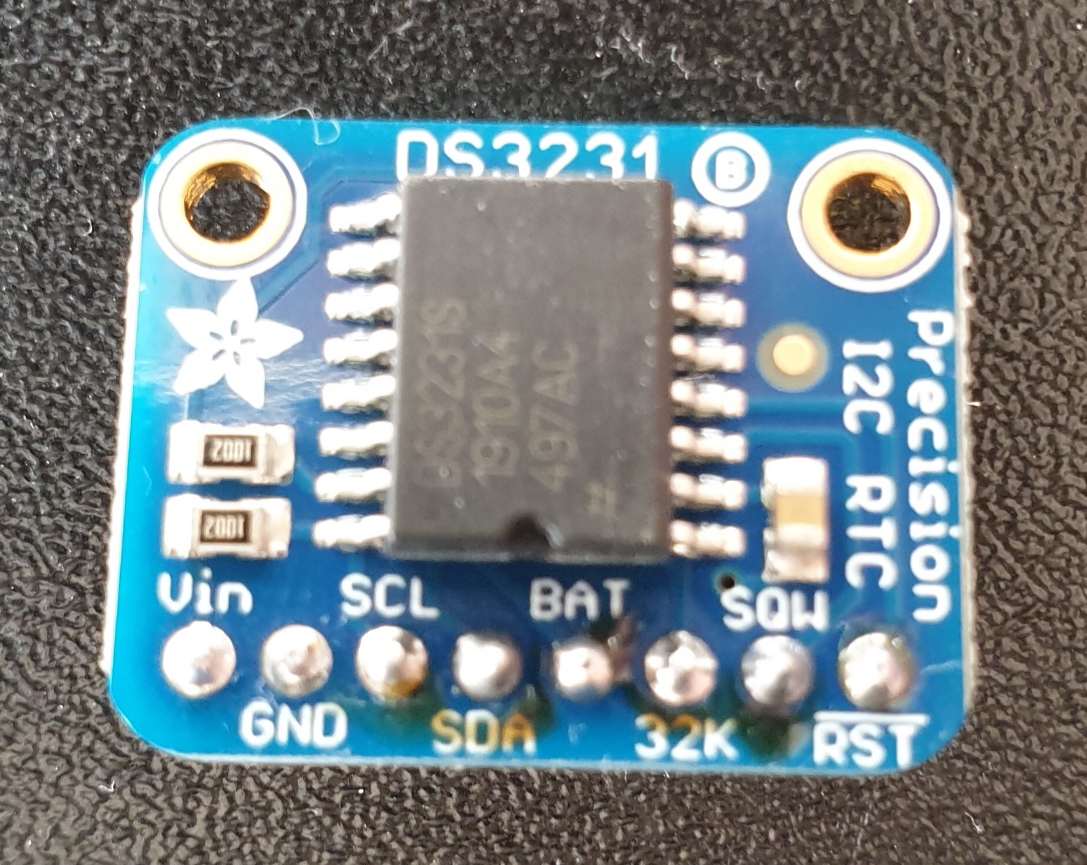 DS3231
B
Precision
I2C RTC
DS3231S
1910A4
497AC
1002
1002
Vin
SCL
BAT
SQW
GND
SDA
32K
RST